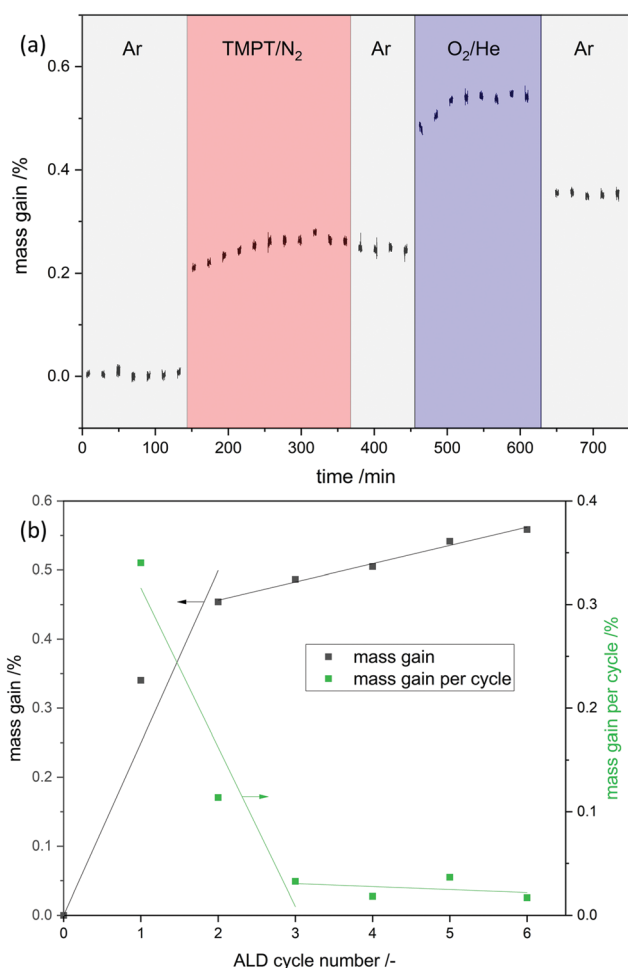 (a)
Ar TMPT/N₂ Ar O₂/He Ar
0.6
0.4
0.2
0.0
mass gain /%
0 100 200 300 400 500 600 700
time /min
(b)
0.6
0.5
0.4
0.3
0.2
0.1
0.0
mass gain /%
mass gain
mass gain per cycle
0.4
0.3
0.2
0.1
0.0
mass gain per cycle /%
0 1 2 3 4 5 6
ALD cycle number /-